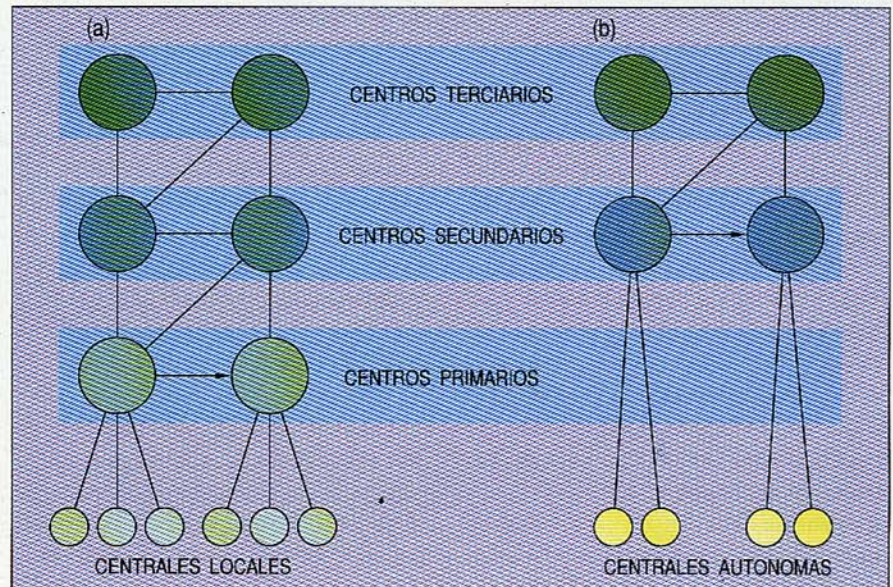 (a)
(b)
CENTROS TERCIARIOS
CENTROS SECUNDARIOS
CENTROS PRIMARIOS
CENTRALES LOCALES
CENTRALES AUTONOMAS